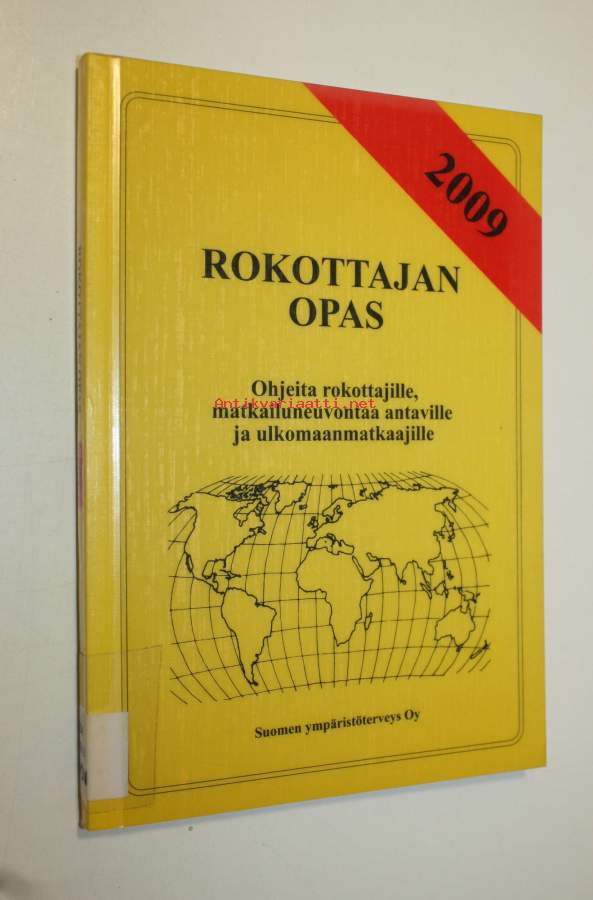 2009
ROKOTTAJAN
OPAS
Ohjeita rokottajille,
Antikvariaatti.net
matkailuneuvontaa antaville
ja ulkomaanmatkaajille
Suomen ympäristöterveys Oy